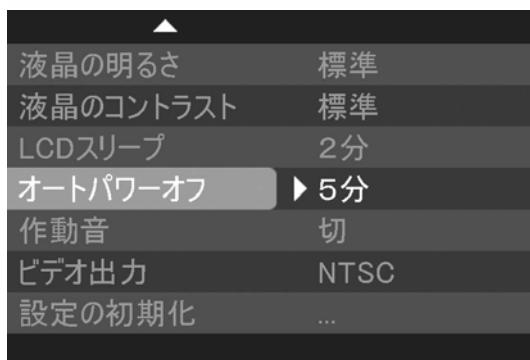 液晶の明るさ 標準
液晶のコントラスト 標準
LCDスリープ 2分
オートパワーオフ 5分
作動音 切
ビデオ出力 NTSC
設定の初期化 ...